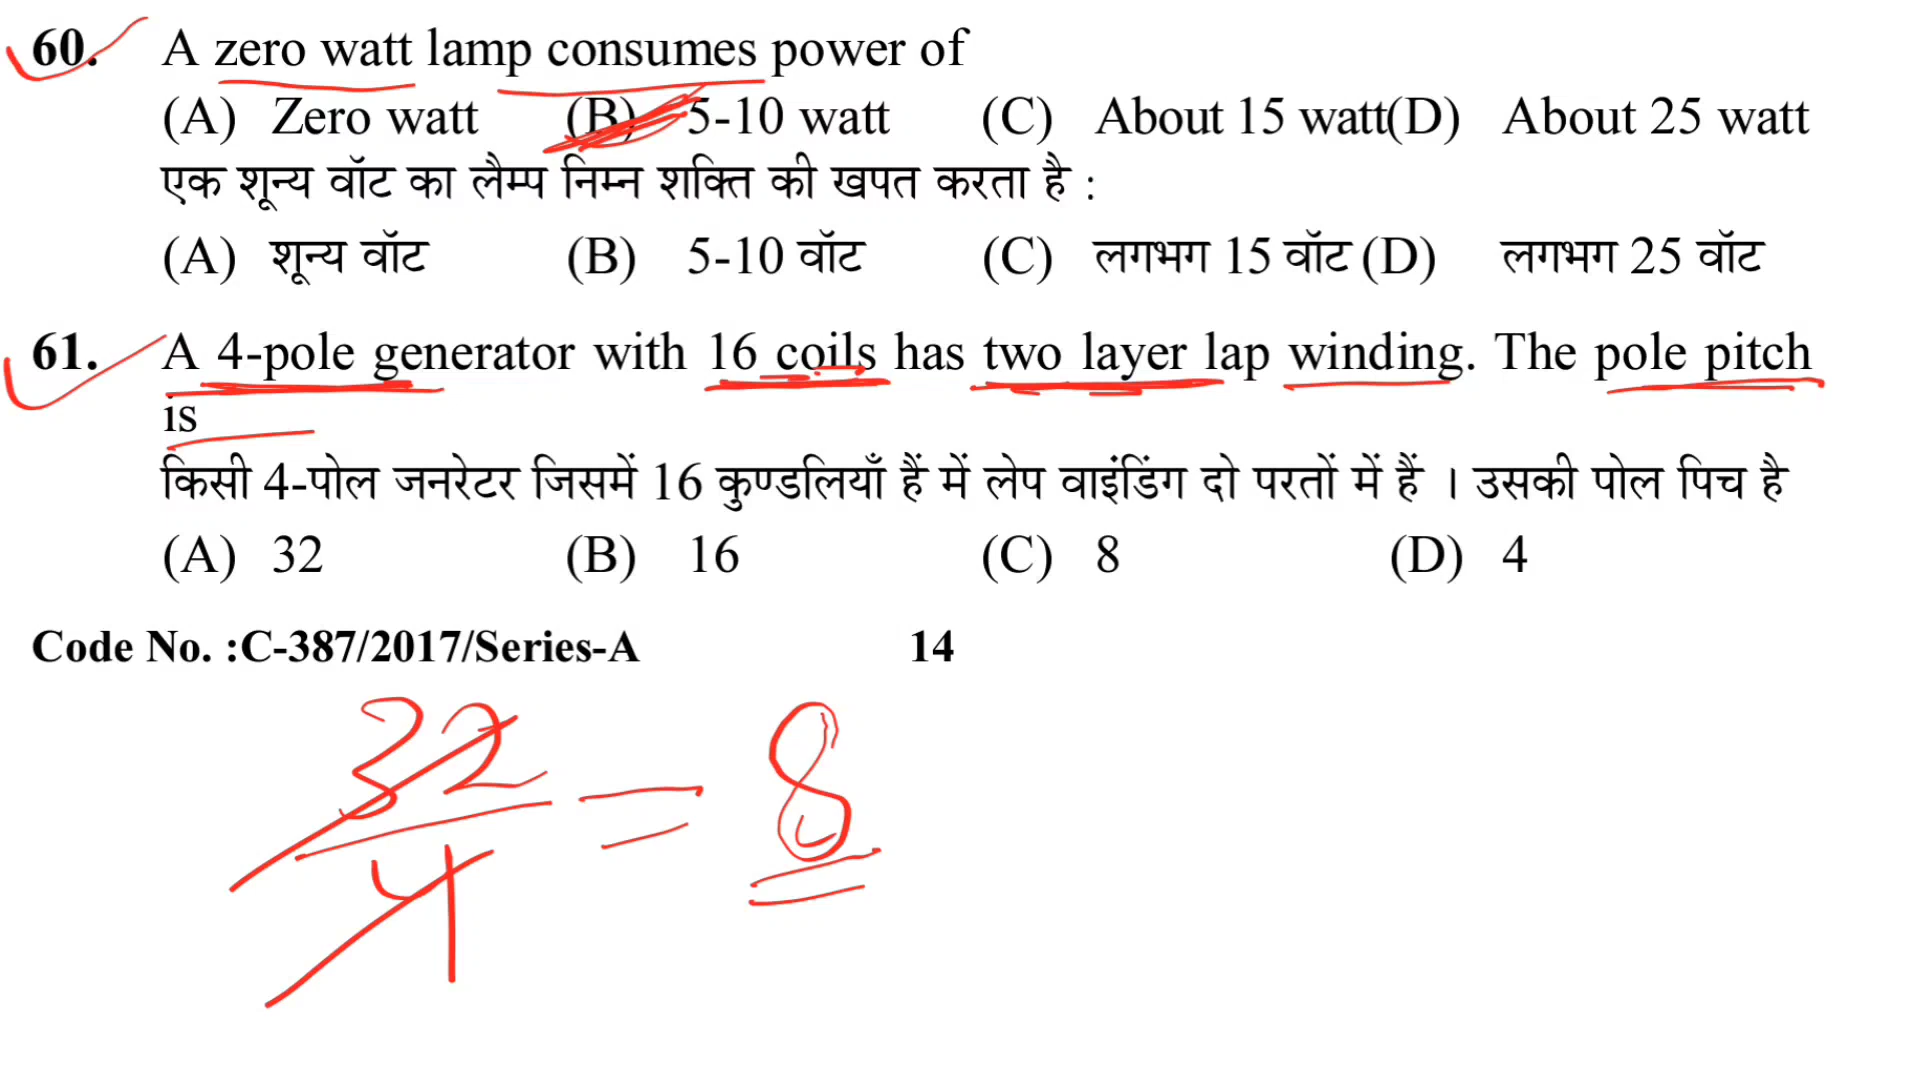 60. A zero watt lamp consumes power of
(A) Zero watt (B) 5-10 watt (C) About 15 watt(D) About 25 watt
एक शून्य वॉट का लैम्प निम्न शक्ति की खपत करता है :
(A) शून्य वॉट (B) 5-10 वॉट (C) लगभग 15 वॉट (D) लगभग 25 वॉट
61. A 4-pole generator with 16 coils has two layer lap winding. The pole pitch
is
किसी 4-पोल जनरेटर जिसमें 16 कुण्डलियाँ हैं में लेप वाइंडिंग दो परतों में हैं । उसकी पोल पिच है
(A) 32 (B) 16 (C) 8 (D) 4
Code No. :C-387/2017/Series-A 14
32
= 8
4